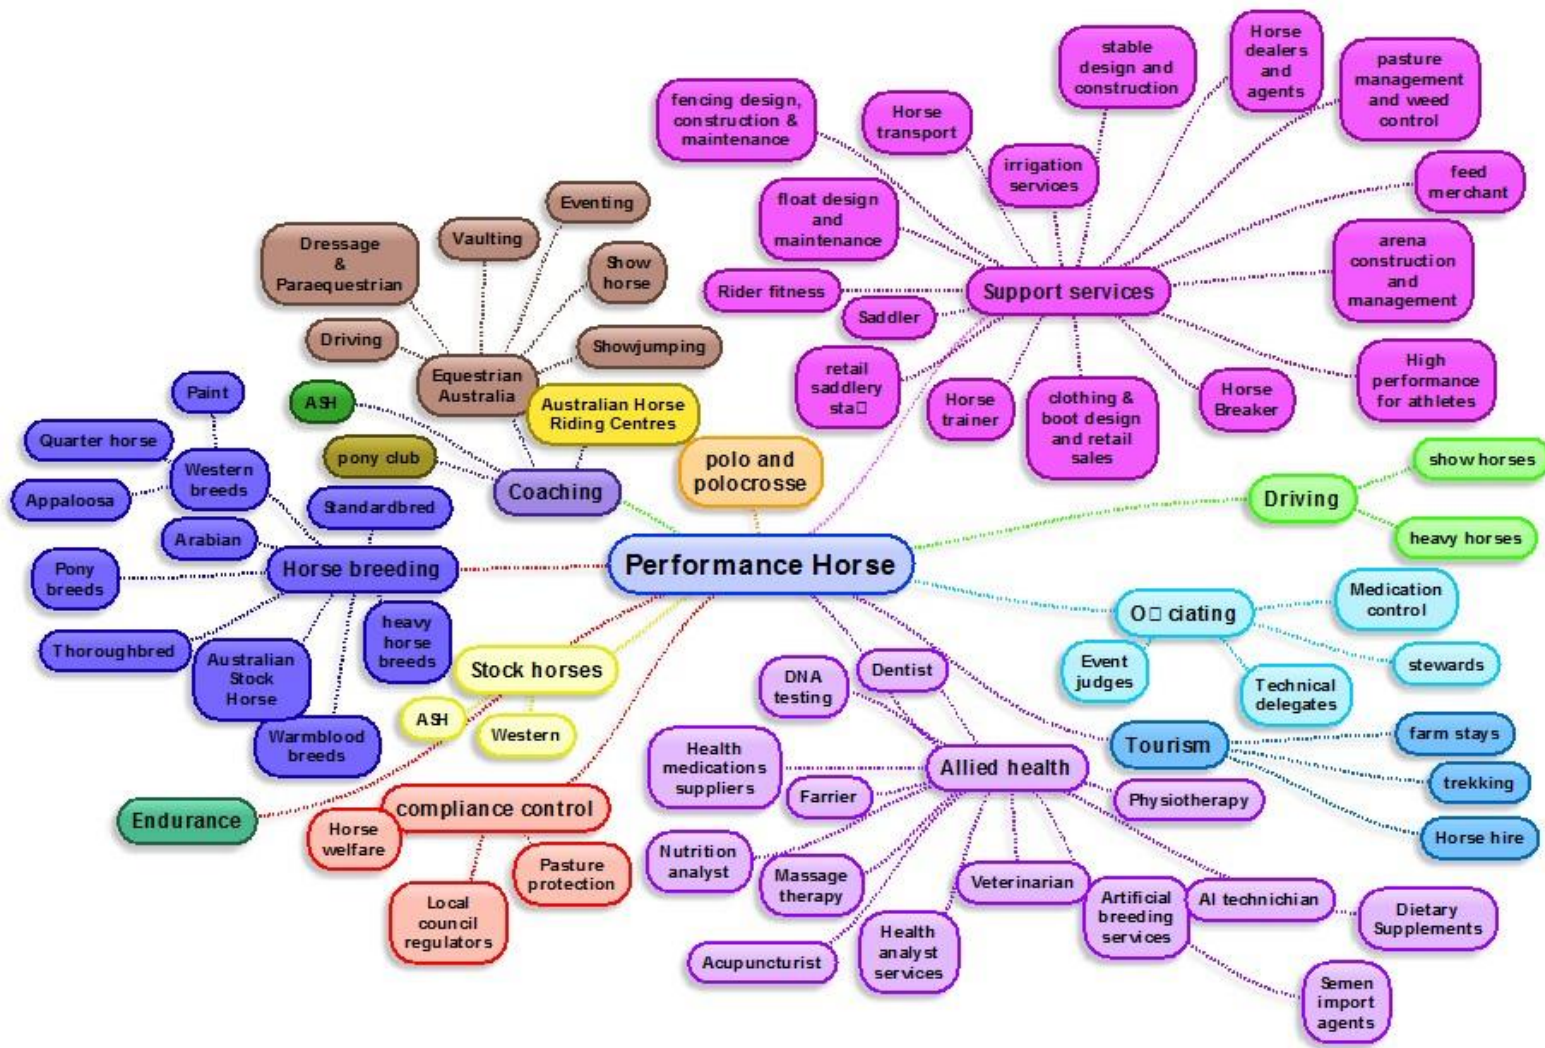 stable
design and
construction
Horse
dealers
and
agents
pasture
management
and weed
control
fencing design,
construction &
maintenance
Horse
transport
irrigation
services
feed
merchant
float design
and
maintenance
arena
construction
and
management
Rider fitness
Support services
Saddler
retail
saddlery
sta□
Horse
trainer
clothing &
boot design
and retail
sales
Horse
Breaker
High
performance
for athletes
Eventing
Vaulting
Dressage
&
Paraequestrian
Show
horse
Driving
Showjumping
Equestrian
Australia
ASH
Australian Horse
Riding Centres
pony club
Coaching
polo and
polocrosse
Paint
Quarter horse
Western
breeds
Appaloosa
Standardbred
Arabian
Horse breeding
Pony
breeds
Thoroughbred
Australian
Stock
Horse
heavy
horse
breeds
Warmblood
breeds
Performance Horse
show horses
Driving
heavy horses
Medication
control
O□ ciating
Event
judges
Technical
delegates
stewards
Stock horses
ASH
Western
Endurance
compliance control
Horse
welfare
Pasture
protection
Local
council
regulators
DNA
testing
Dentist
Health
medications
suppliers
Allied health
Farrier
Physiotherapy
Nutrition
analyst
Massage
therapy
Veterinarian
Artificial
breeding
services
AI technichian
Dietary
Supplements
Acupuncturist
Health
analyst
services
Semen
import
agents
Tourism
farm stays
trekking
Horse hire